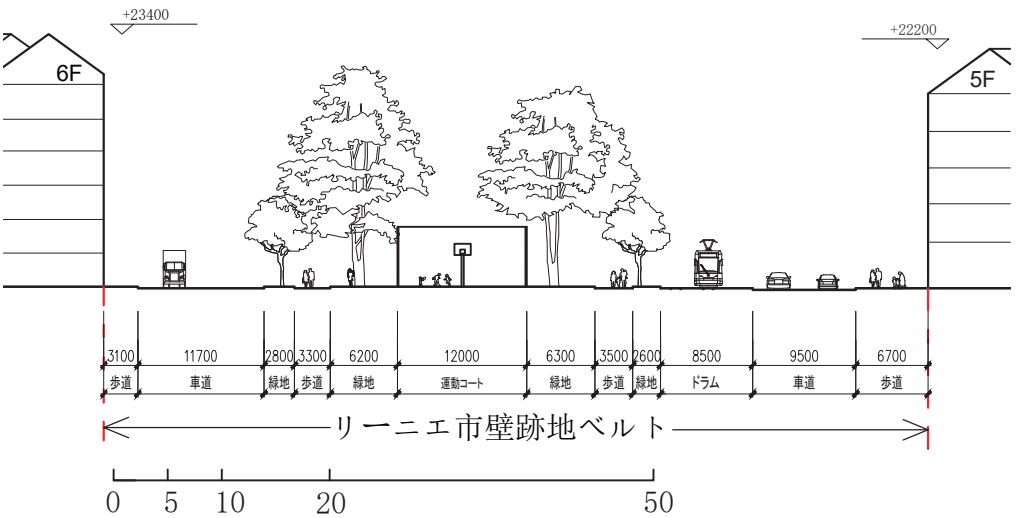 +23400
+22200
6F
5F
3100 11700 2800 3300 6200 12000 6300 3500 2600 8500 9500 6700
歩道 車道 緑地 歩道 緑地 運動コート 緑地 歩道 緑地 ドラム 車道 歩道
リーニエ市壁跡地ベルト
0 5 10 20 50